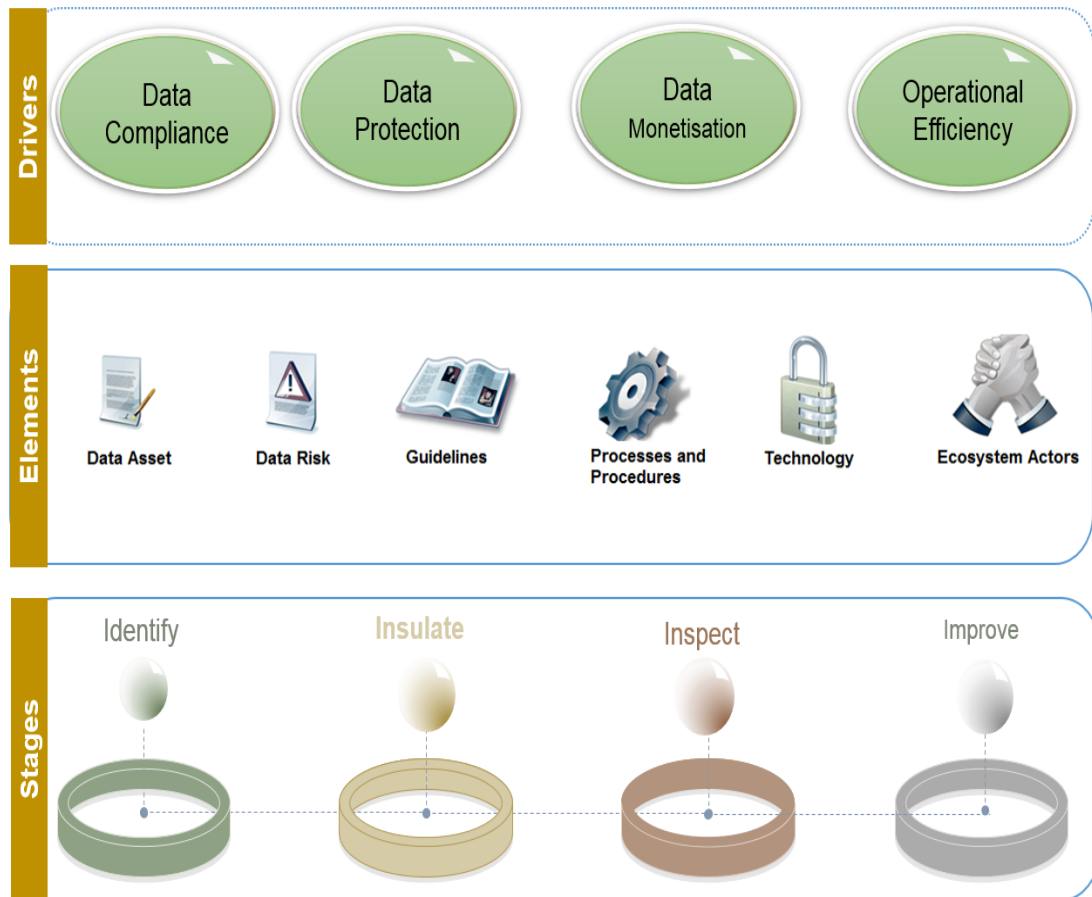 Drivers
Data
Compliance
Data
Protection
Data
Monetisation
Operational
Efficiency
Elements
Data Asset
Data Risk
Guidelines
Processes and
Procedures
Technology
Ecosystem Actors
Stages
Identify
Insulate
Inspect
Improve